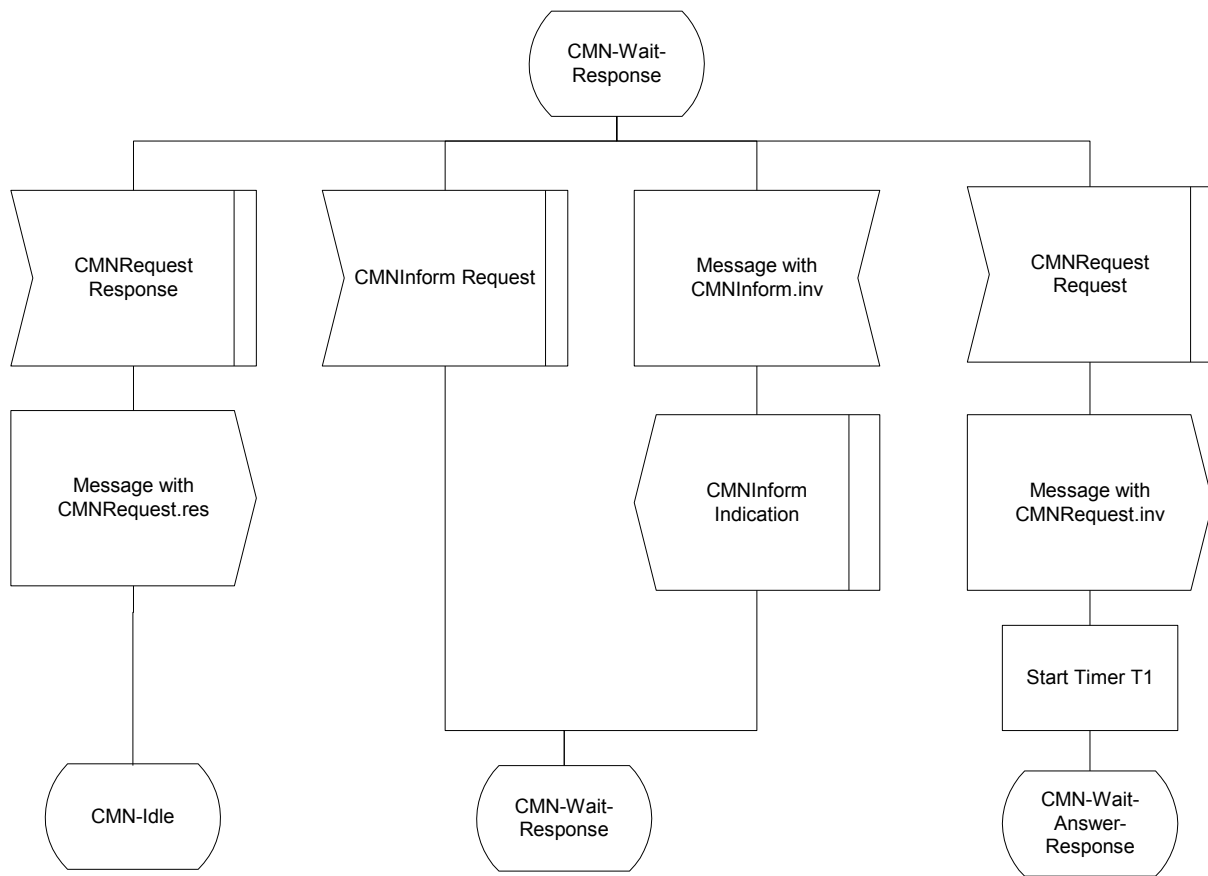 CMN-Wait-
Response
CMNRequest
Response
CMNInform Request
Message with
CMNInform.inv
CMNRequest
Request
Message with
CMNRequest.res
CMNInform
Indication
Message with
CMNRequest.inv
Start Timer T1
CMN-Idle
CMN-Wait-
Response
CMN-Wait-
Answer-
Response